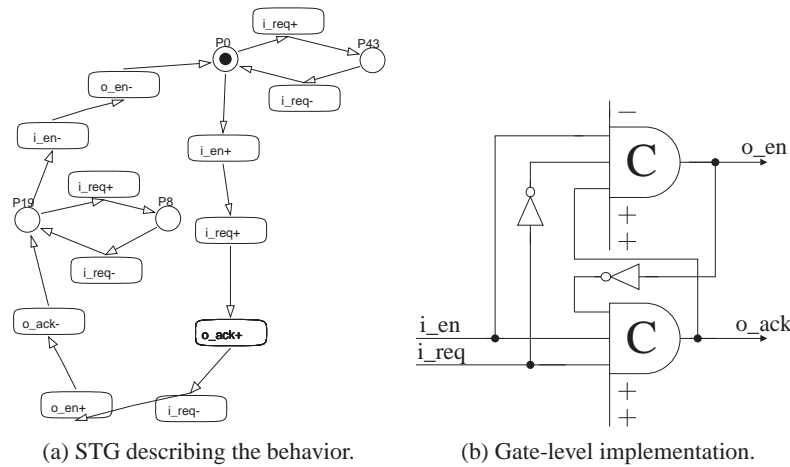 i_req+
P0
P43
o_en-
i_req-
i_en-
i_en+
i_req+
P19
P8
i_req+
i_req-
o_ack-
o_ack+
o_en+
i_req-
(a) STG describing the behavior.
−
C
o_en
+
+
i_en
C
o_ack
i_req
+
+
(b) Gate-level implementation.